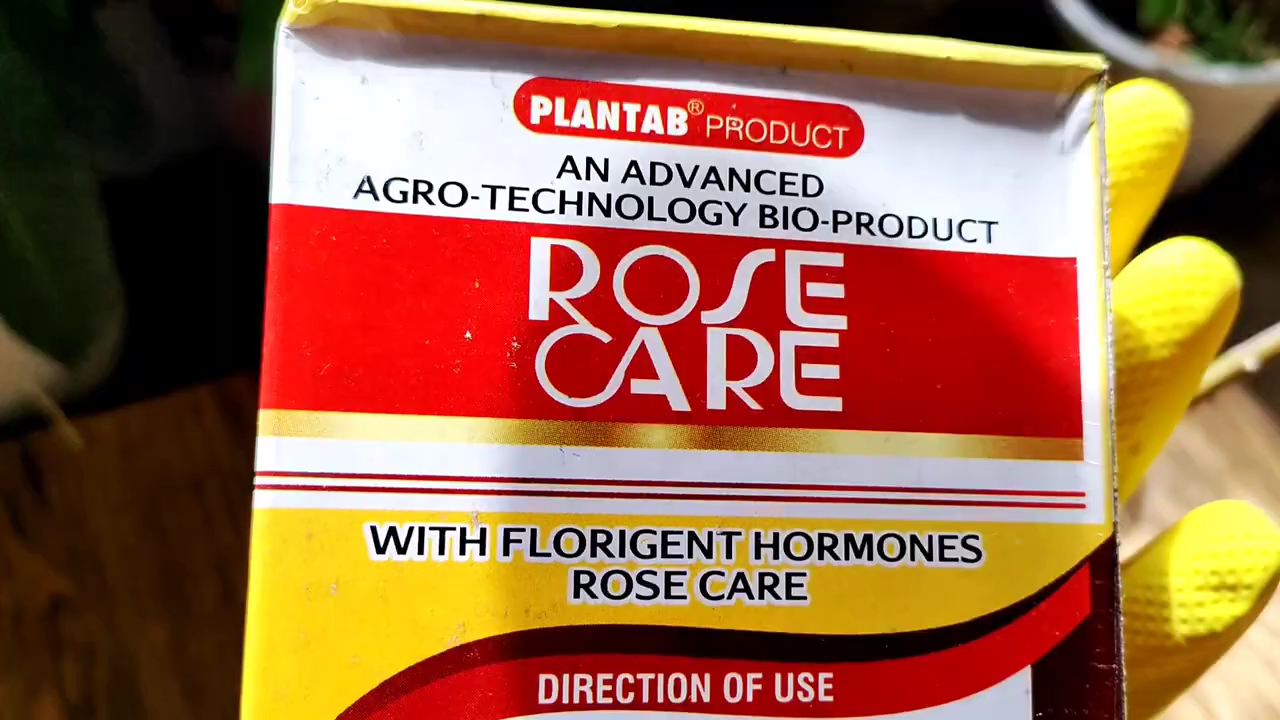 PLANTAB® PRODUCT
AN ADVANCED
AGRO-TECHNOLOGY BIO-PRODUCT
ROSE
CARE
WITH FLORIGENT HORMONES
ROSE CARE
DIRECTION OF USE